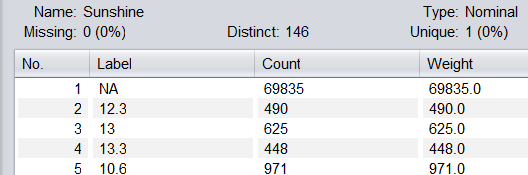 Name: Sunshine Type: Nominal
Missing: 0 (0%) Distinct: 146 Unique: 1 (0%)
No. Label Count Weight
1 NA 69835 69835.0
2 12.3 490 490.0
3 13 625 625.0
4 13.3 448 448.0
5 10.6 971 971.0